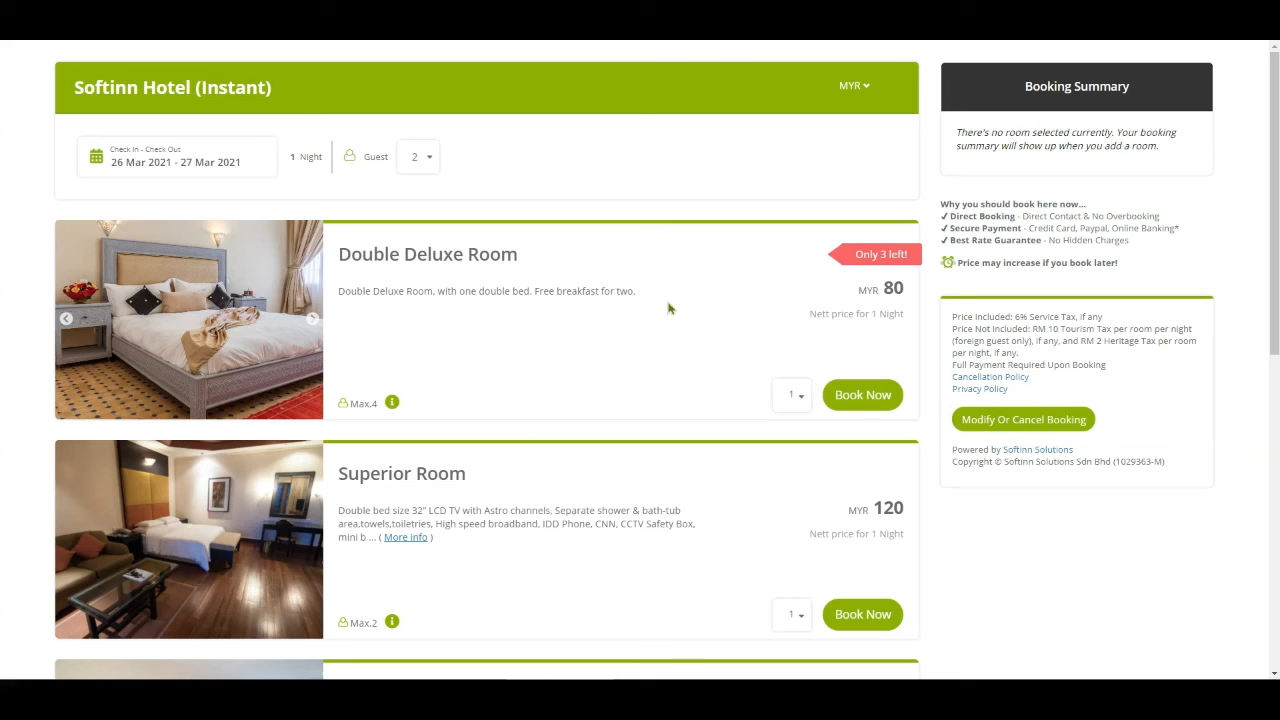 Softinn Hotel (Instant)
MYR
Check In - Check Out
26 Mar 2021 - 27 Mar 2021
1 Night
Guest
2
Double Deluxe Room
Only 3 left!
Double Deluxe Room, with one double bed. Free breakfast for two.
MYR 80
Nett price for 1 Night
Max.4
1
Book Now
Superior Room
Double bed size 32" LCD TV with Astro channels, Separate shower & bath-tub
area,towels,toiletries, High speed broadband, IDD Phone, CNN, CCTV Safety Box,
mini b ... ( More info )
MYR 120
Nett price for 1 Night
Max.2
1
Book Now
Booking Summary
There's no room selected currently. Your booking
summary will show up when you add a room.
Why you should book here now...
✓ Direct Booking - Direct Contact & No Overbooking
✓ Secure Payment - Credit Card, Paypal, Online Banking*
✓ Best Rate Guarantee - No Hidden Charges
Price may increase if you book later!
Price Included: 6% Service Tax, if any
Price Not Included: RM 10 Tourism Tax per room per night
(foreign guest only), if any, and RM 2 Heritage Tax per room
per night, if any.
Full Payment Required Upon Booking
Cancellation Policy
Privacy Policy
Modify Or Cancel Booking
Powered by Softinn Solutions
Copyright © Softinn Solutions Sdn Bhd (1029363-M)